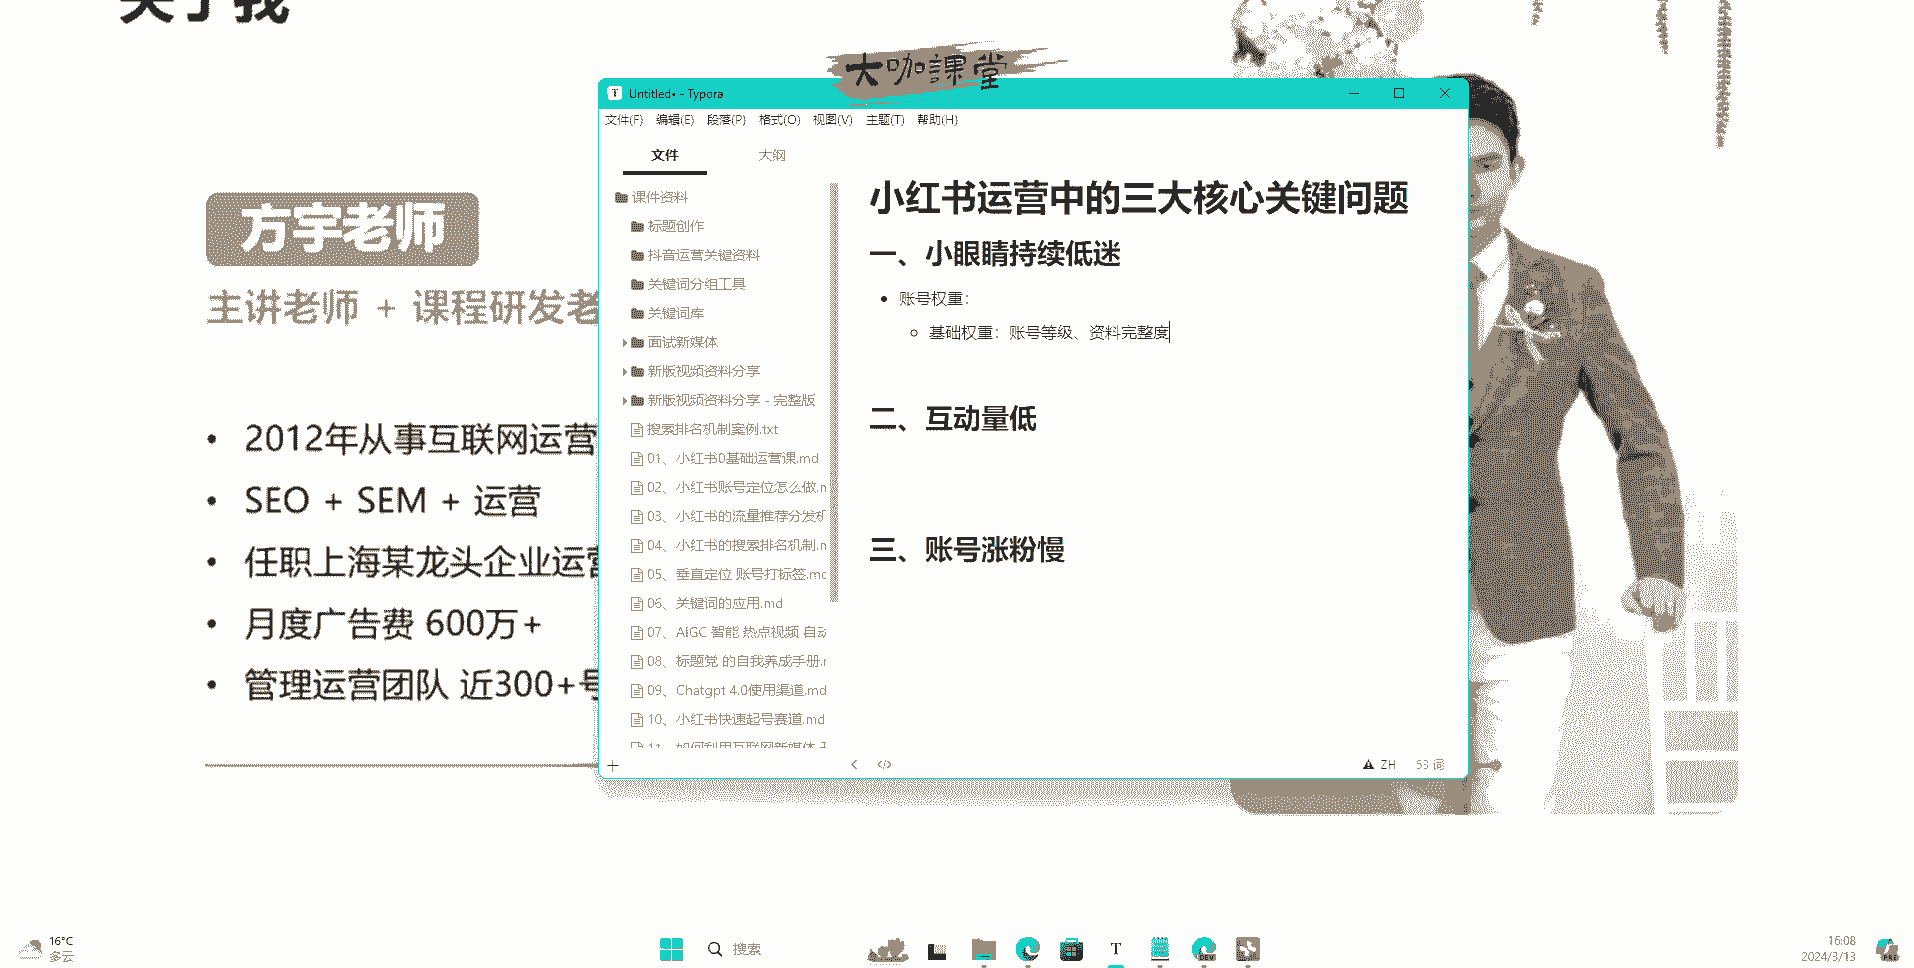 关于我
大咖課堂
方宇老师
主讲老师 + 课程研发老
2012年从事互联网运营
SEO + SEM + 运营
任职上海某龙头企业运营
月度广告费 600万+
管理运营团队 近300+号
Untitled• - Typora
文件(F) 编辑(E) 段落(P) 格式(O) 视图(V) 主题(T) 帮助(H)
文件 大纲
课件资料
标题创作
抖音运营关键资料
关键词分组工具
关键词库
面试新媒体
新版视频资料分享
新版视频资料分享 - 完整版
搜索排名机制案例.txt
01、小红书0基础运营课.md
02、小红书账号定位怎么做.m
03、小红书的流量推荐分发机
04、小红书的搜索排名机制.m
05、垂直定位 账号打标签.md
06、关键词的应用.md
07、AIGC 智能 热点视频 自动
08、标题党 的自我养成手册.m
09、Chatgpt 4.0使用渠道.md
10、小红书快速起号赛道.md
11、如何利用互联网新媒体
小红书运营中的三大核心关键问题
一、小眼睛持续低迷
账号权重：
基础权重：账号等级、资料完整度
二、互动量低
三、账号涨粉慢
ZH 53 词
16°C
多云
搜索
16:08
2024/3/13